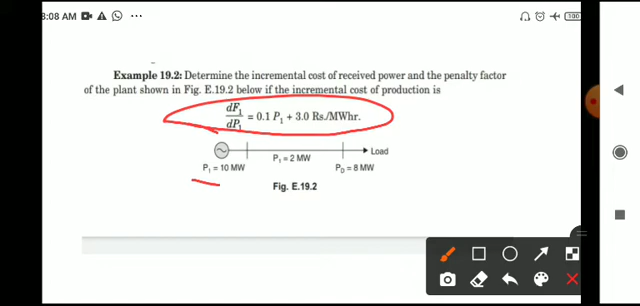 8:08 AM
100
Example 19.2: Determine the incremental cost of received power and the penalty factor
of the plant shown in Fig. E.19.2 below if the incremental cost of production is
dF₁/dP₁ = 0.1 P₁ + 3.0 Rs./MWhr.
Load
P₁ = 2 MW
P₁ = 10 MW
P_D = 8 MW
Fig. E.19.2